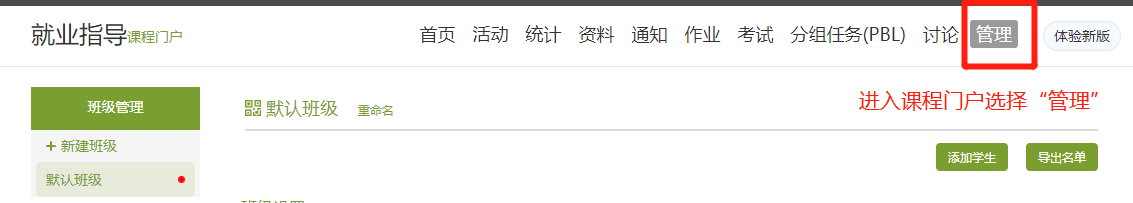 就业指导课程门户
首页 活动 统计 资料 通知 作业 考试 分组任务(PBL) 讨论 管理 体验新版
进入课程门户选择“管理”
班级管理
默认班级 重命名
+ 新建班级
添加学生 导出名单
默认班级